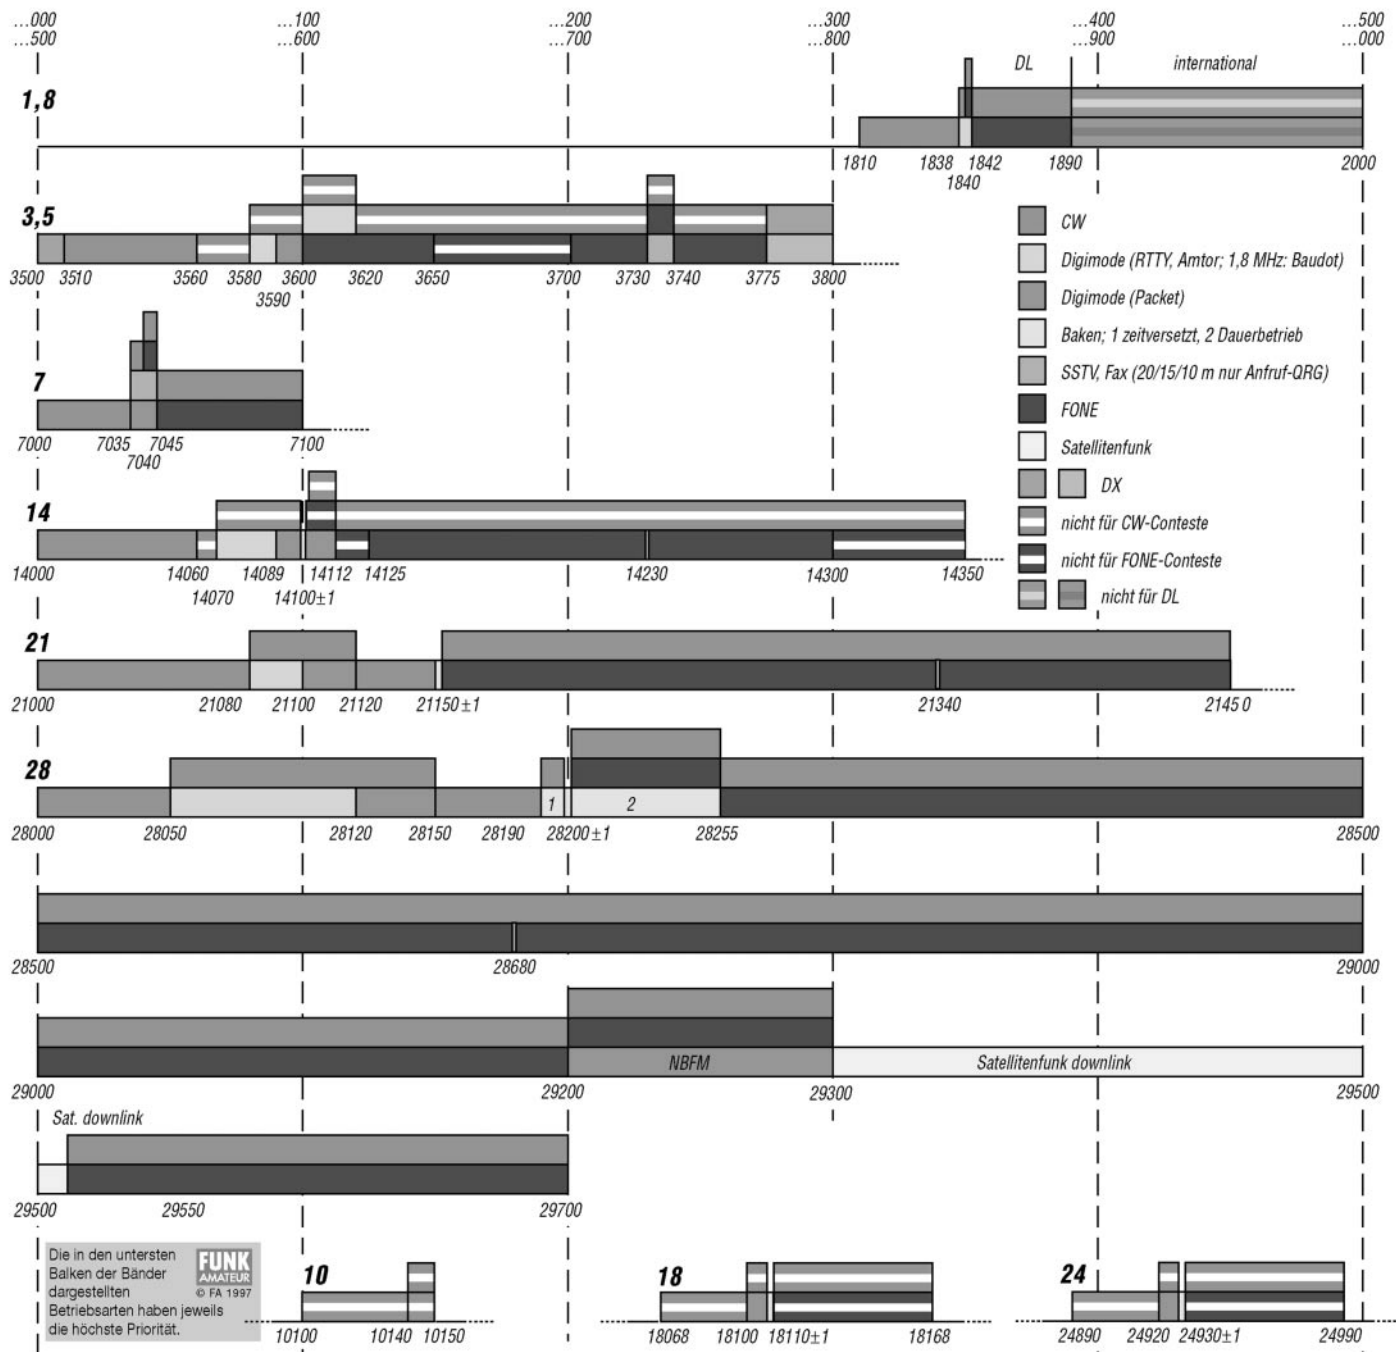 ...000 ...100 ...200 ...300 ...400 ...500
...500 ...600 ...700 ...800 ...900 ...000
DL international
1,8
1810 1838 1842 1890 2000
1840
3,5
3500 3510 3560 3580 3600 3620 3650 3700 3730 3740 3775 3800
3590
CW
Digimode (RTTY, Amtor; 1,8 MHz: Baudot)
Digimode (Packet)
Baken; 1 zeitversetzt, 2 Dauerbetrieb
SSTV, Fax (20/15/10 m nur Anfruf-QRG)
FONE
Satellitenfunk
DX
nicht für CW-Conteste
nicht für FONE-Conteste
nicht für DL
7
7000 7035 7045 7100
7040
14
14000 14060 14089 14112 14125 14230 14300 14350
14070 14100±1
21
21000 21080 21100 21120 21150±1 21340 21450
28
1 2
28000 28050 28120 28150 28190 28200±1 28255 28500
28500 28680 29000
NBFM Satellitenfunk downlink
29000 29200 29300 29500
Sat. downlink
29500 29550 29700
Die in den untersten
Balken der Bänder
dargestellten
Betriebsarten haben jeweils
die höchste Priorität.
FUNK
AMATEUR
© FA 1997
10
10100 10140 10150
18
18068 18100 18110±1 18168
24
24890 24920 24930±1 24990